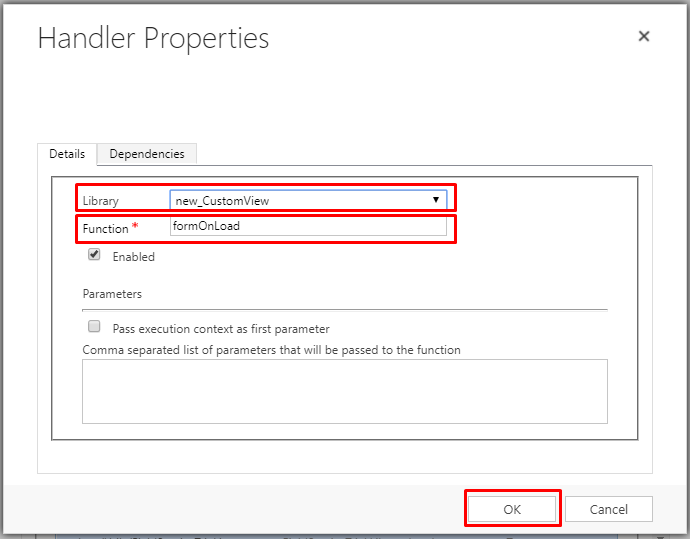 Handler Properties
Details
Dependencies
Library new_CustomView
Function * formOnLoad
Enabled
Parameters
Pass execution context as first parameter
Comma separated list of parameters that will be passed to the function
OK
Cancel